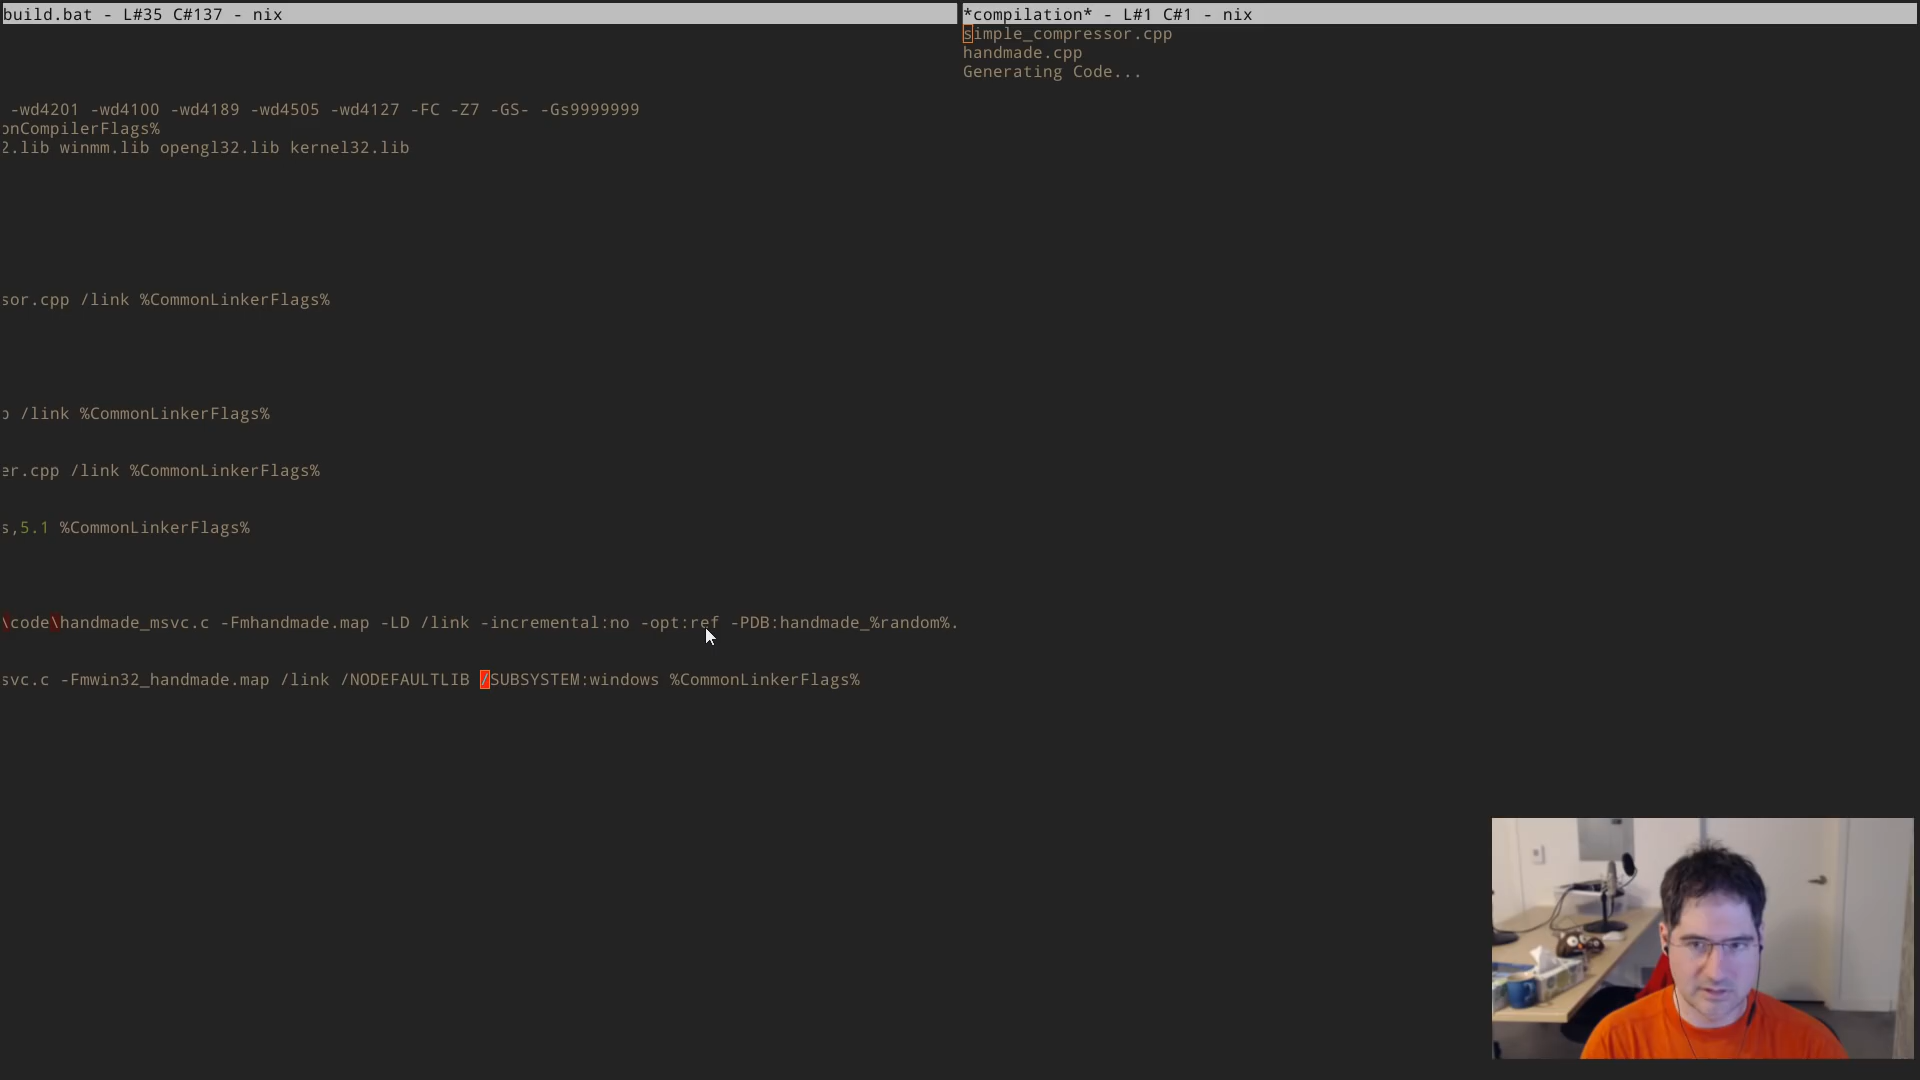 build.bat - L#35 C#137 - nix
-wd4201 -wd4100 -wd4189 -wd4505 -wd4127 -FC -Z7 -GS- -Gs9999999
onCompilerFlags%
2.lib winmm.lib opengl32.lib kernel32.lib
sor.cpp /link %CommonLinkerFlags%
p /link %CommonLinkerFlags%
er.cpp /link %CommonLinkerFlags%
s,5.1 %CommonLinkerFlags%
\code\handmade_msvc.c -Fmhandmade.map -LD /link -incremental:no -opt:ref -PDB:handmade_%random%.
svc.c -Fmwin32_handmade.map /link /NODEFAULTLIB /SUBSYSTEM:windows %CommonLinkerFlags%
*compilation* - L#1 C#1 - nix
simple_compressor.cpp
handmade.cpp
Generating Code...